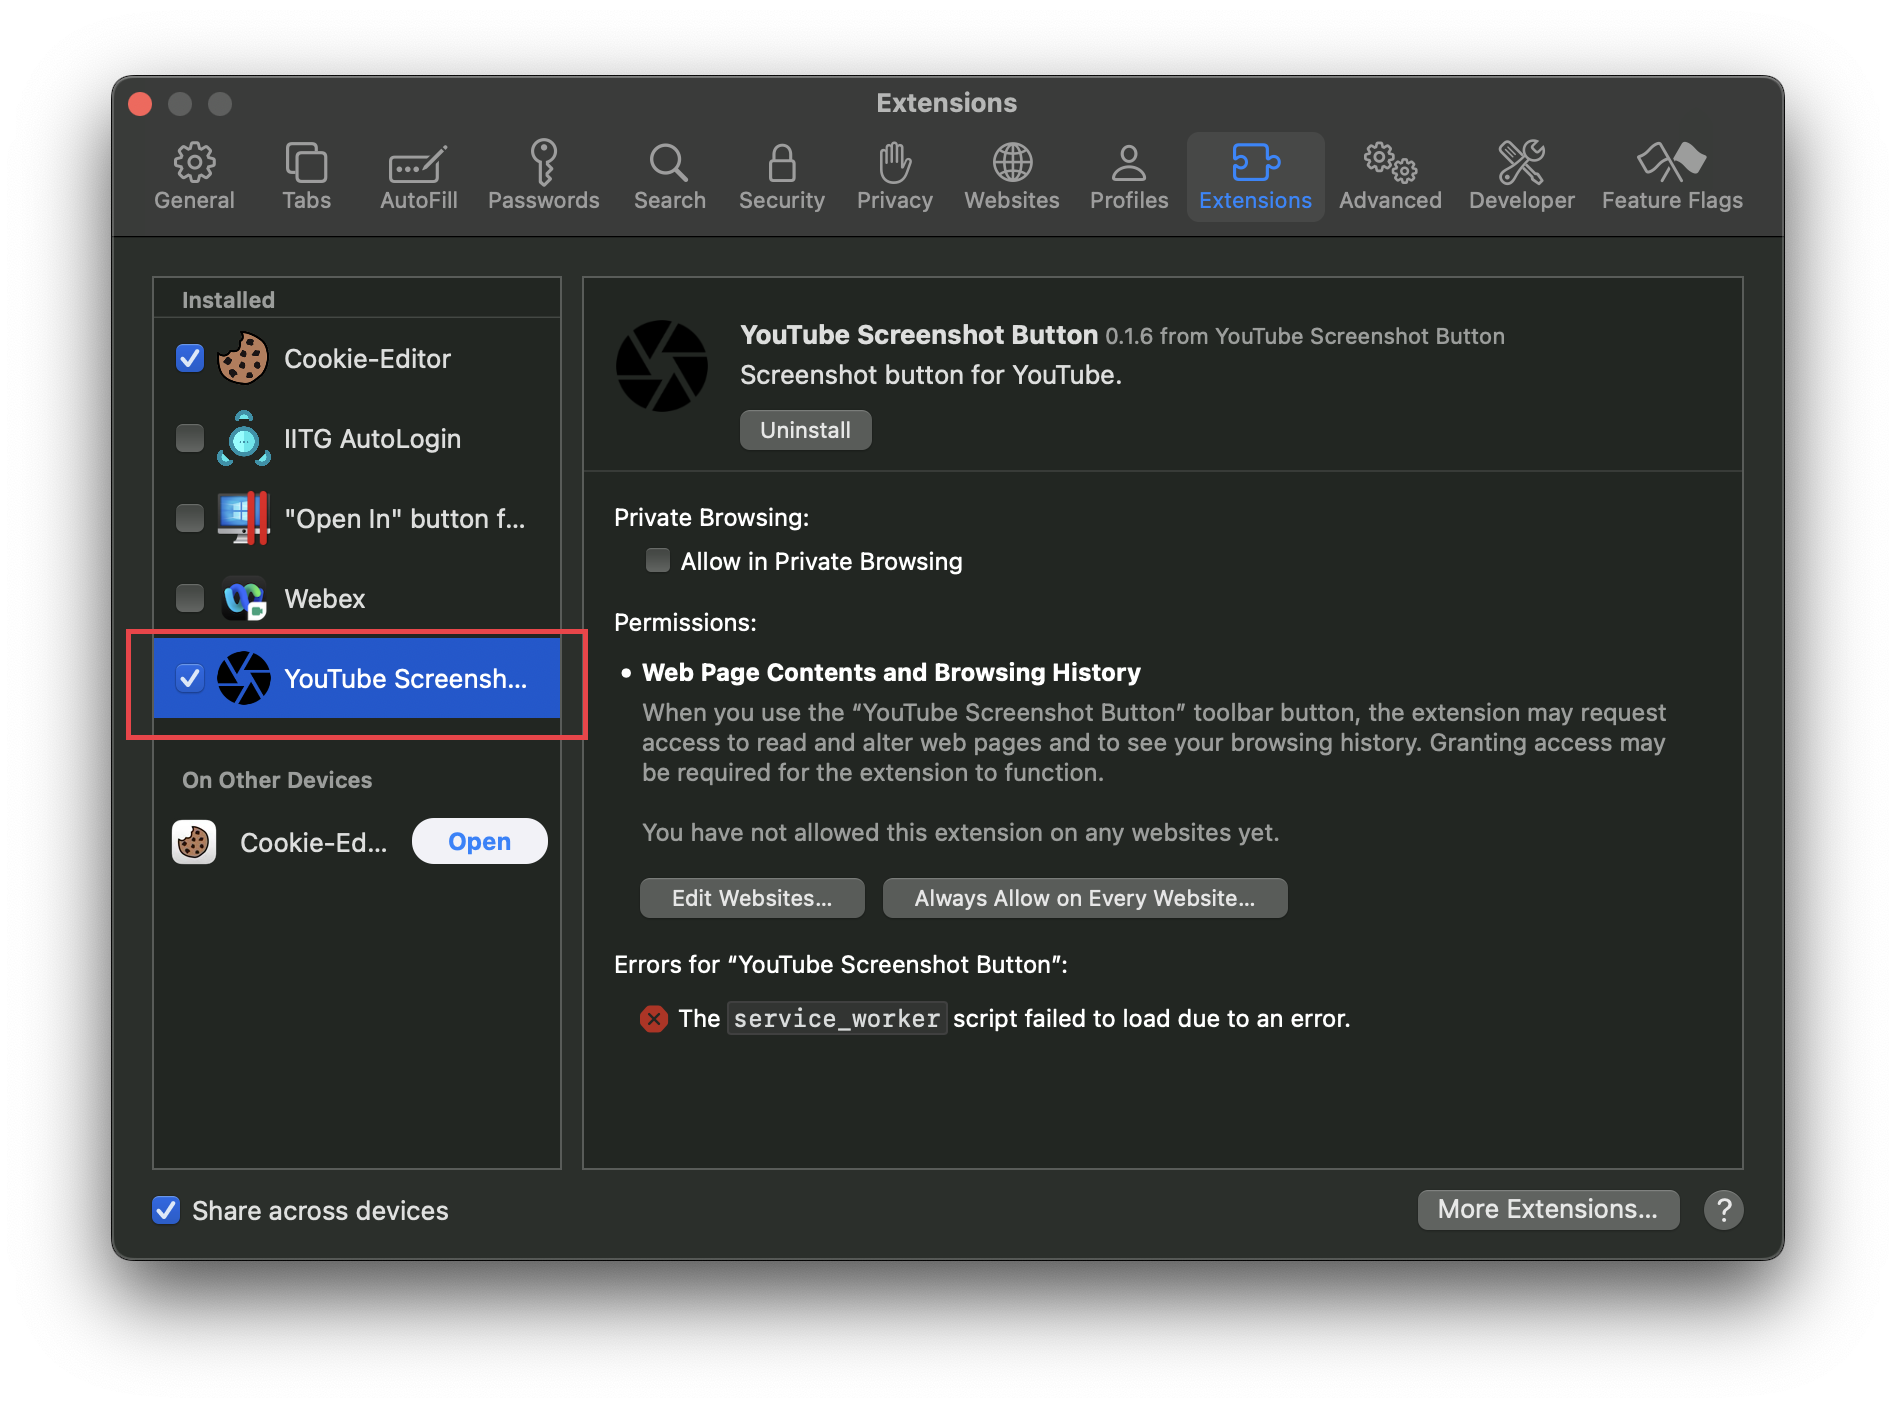 Extensions
General
Tabs
AutoFill
Passwords
Search
Security
Privacy
Websites
Profiles
Extensions
Advanced
Developer
Feature Flags
Installed
Cookie-Editor
IITG AutoLogin
"Open In" button f...
Webex
YouTube Screensh...
On Other Devices
Cookie-Ed...
Open
YouTube Screenshot Button 0.1.6 from YouTube Screenshot Button
Screenshot button for YouTube.
Uninstall
Private Browsing:
Allow in Private Browsing
Permissions:
• Web Page Contents and Browsing History
When you use the “YouTube Screenshot Button” toolbar button, the extension may request
access to read and alter web pages and to see your browsing history. Granting access may
be required for the extension to function.
You have not allowed this extension on any websites yet.
Edit Websites...
Always Allow on Every Website...
Errors for “YouTube Screenshot Button”:
The service_worker script failed to load due to an error.
Share across devices
More Extensions...
?